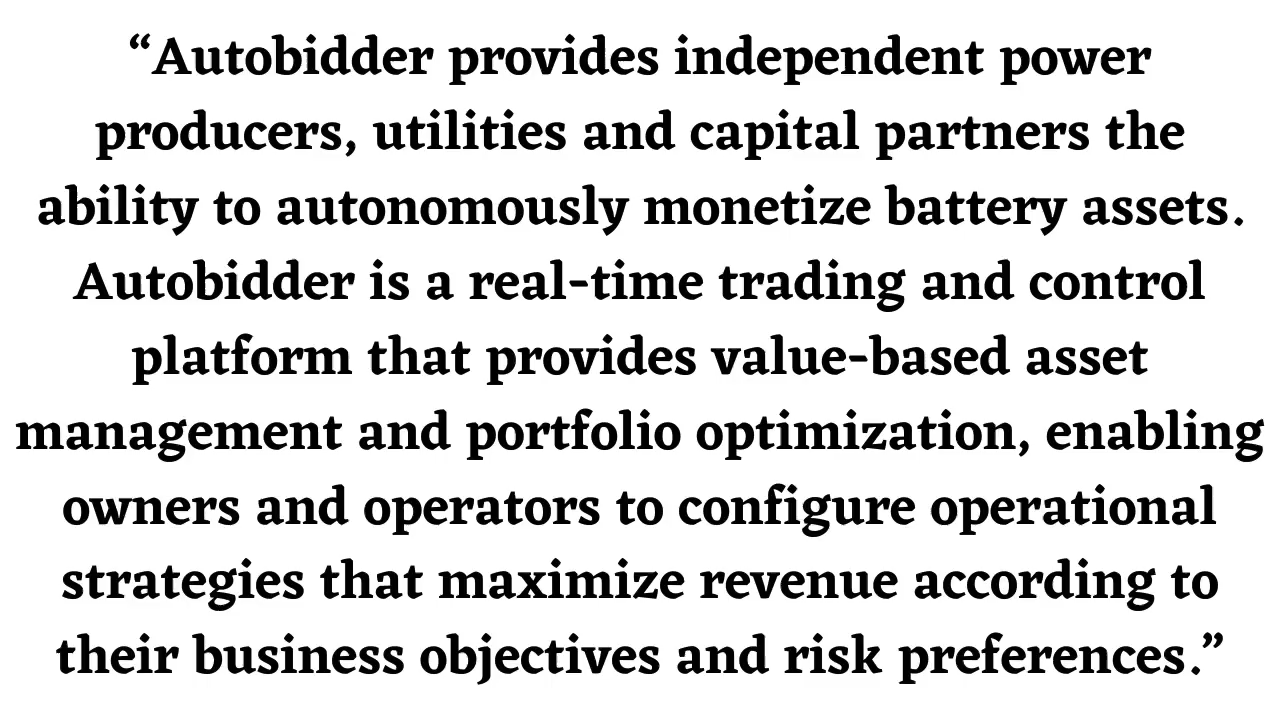 “Autobidder provides independent power
producers, utilities and capital partners the
ability to autonomously monetize battery assets.
Autobidder is a real-time trading and control
platform that provides value-based asset
management and portfolio optimization, enabling
owners and operators to configure operational
strategies that maximize revenue according to
their business objectives and risk preferences.”